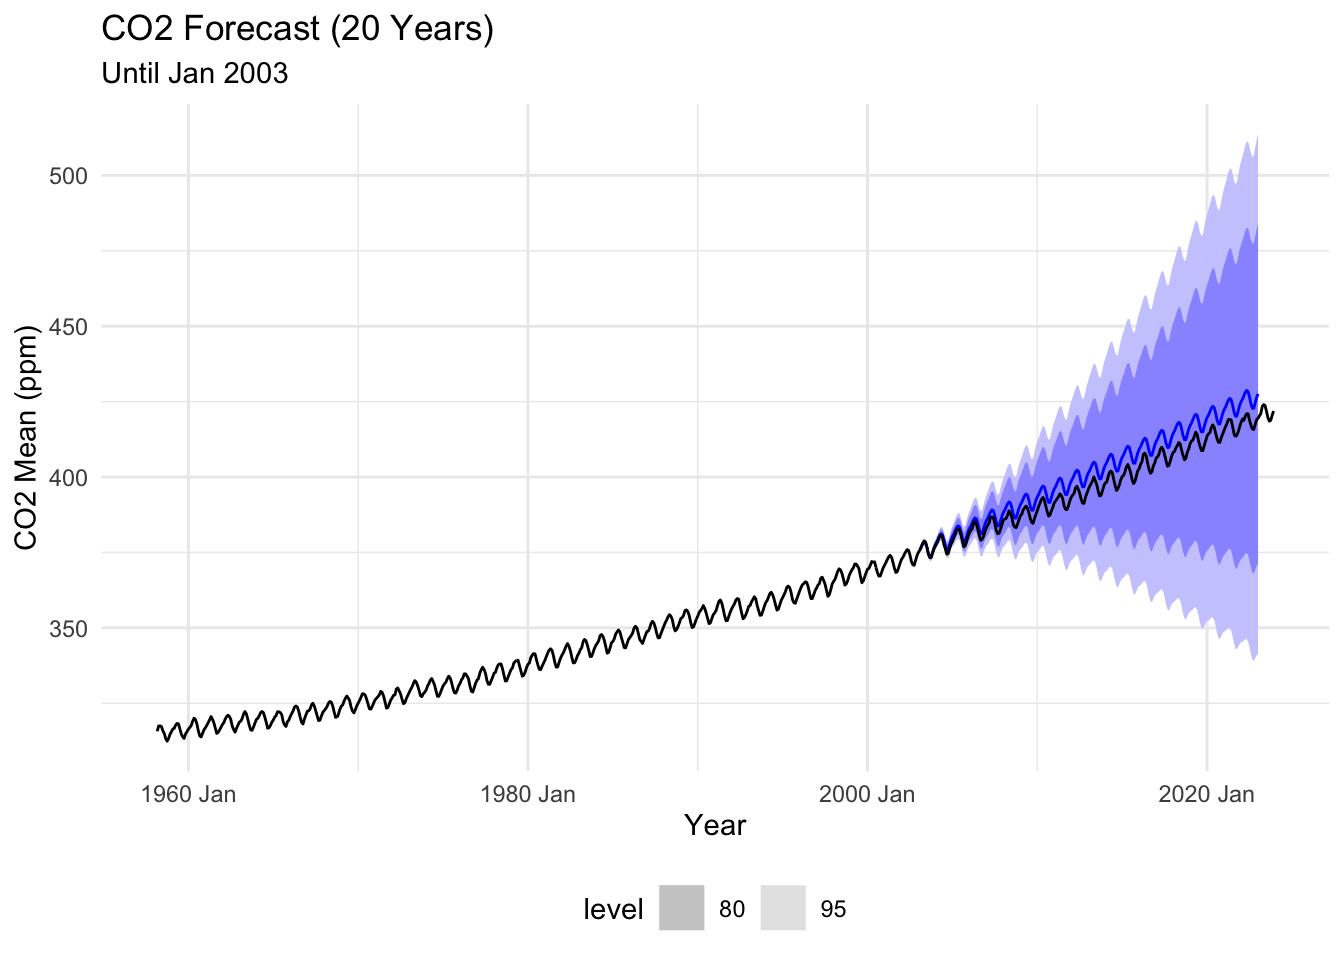 CO2 Forecast (20 Years)
Until Jan 2003
CO2 Mean (ppm)
500
450
400
350
1960 Jan
1980 Jan
2000 Jan
2020 Jan
Year
level
80
95